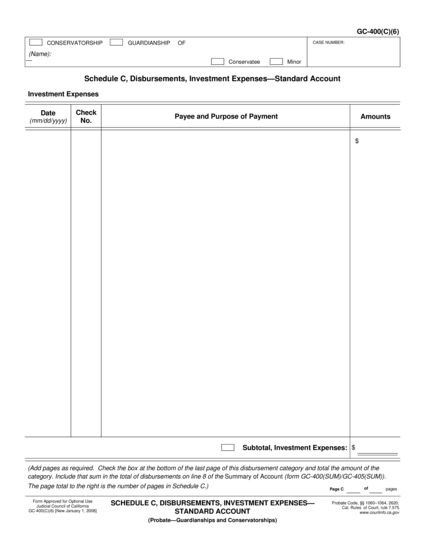 GC-400(C)(6)
CONSERVATORSHIP GUARDIANSHIP OF
CASE NUMBER:
(Name):
Conservatee Minor
Schedule C, Disbursements, Investment Expenses—Standard Account
Investment Expenses
Date
(mm/dd/yyyy)
Check
No.
Payee and Purpose of Payment
Amounts
$
Subtotal, Investment Expenses: $
(Add pages as required. Check the box at the bottom of the last page of this disbursement category and total the amount of the
category. Include that sum in the total of disbursements on line 8 of the Summary of Account (form GC-400(SUM)/GC-405(SUM)).
The page total to the right is the number of pages in Schedule C.)
Page C of pages
Form Approved for Optional Use
Judicial Council of California
GC-400(C)(6) [New January 1, 2008]
SCHEDULE C, DISBURSEMENTS, INVESTMENT EXPENSES—
STANDARD ACCOUNT
(Probate—Guardianships and Conservatorships)
Probate Code, §§ 1060–1064, 2620;
Cal. Rules of Court, rule 7.575
www.courtinfo.ca.gov